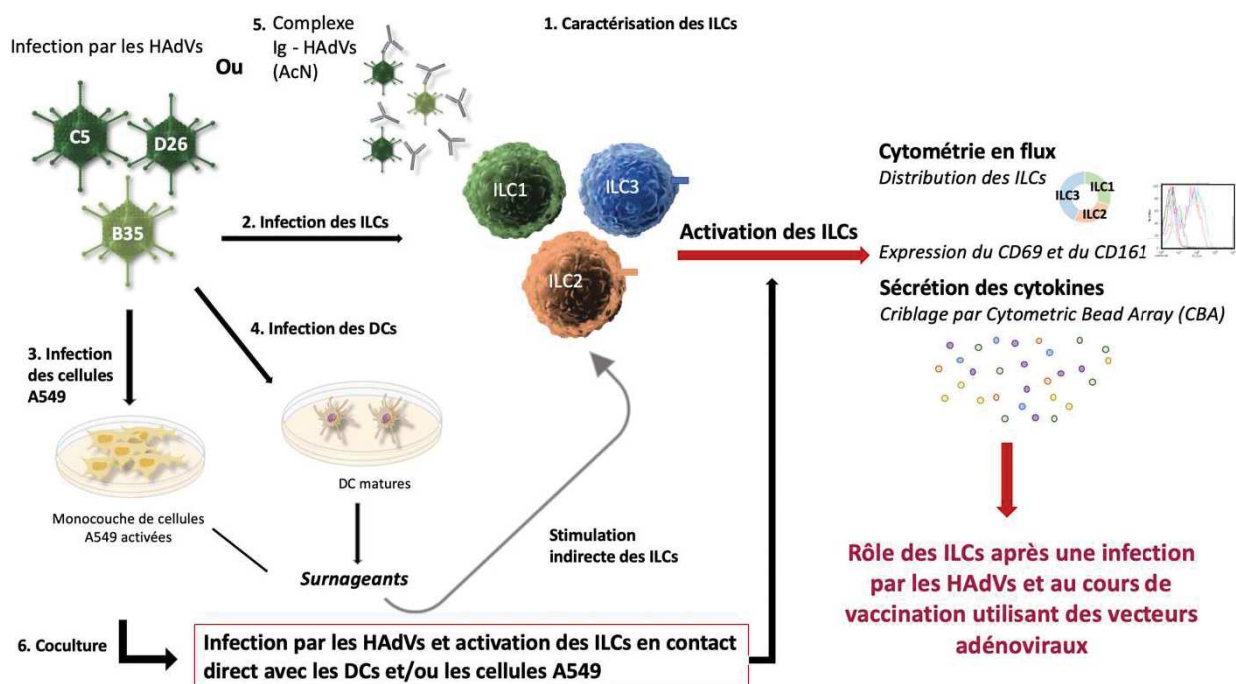 Infection par les HAdVs
Ou
5. Complexe
Ig - HAdVs
(AcN)
1. Caractérisation des ILCs
C5
D26
B35
2. Infection des ILCs
ILC1
ILC3
ILC2
Activation des ILCs
Cytométrie en flux
Distribution des ILCs
ILC3
ILC1
ILC2
Expression du CD69 et du CD161
Sécrétion des cytokines
Criblage par Cytometric Bead Array (CBA)
3. Infection
des cellules
A549
4. Infection des DCs
DC matures
Monocouche de cellules
A549 activées
Surnageants
Stimulation
indirecte des ILCs
6. Coculture
Infection par les HAdVs et activation des ILCs en contact
direct avec les DCs et/ou les cellules A549
Rôle des ILCs après une infection
par les HAdVs et au cours de
vaccination utilisant des vecteurs
adénoviraux